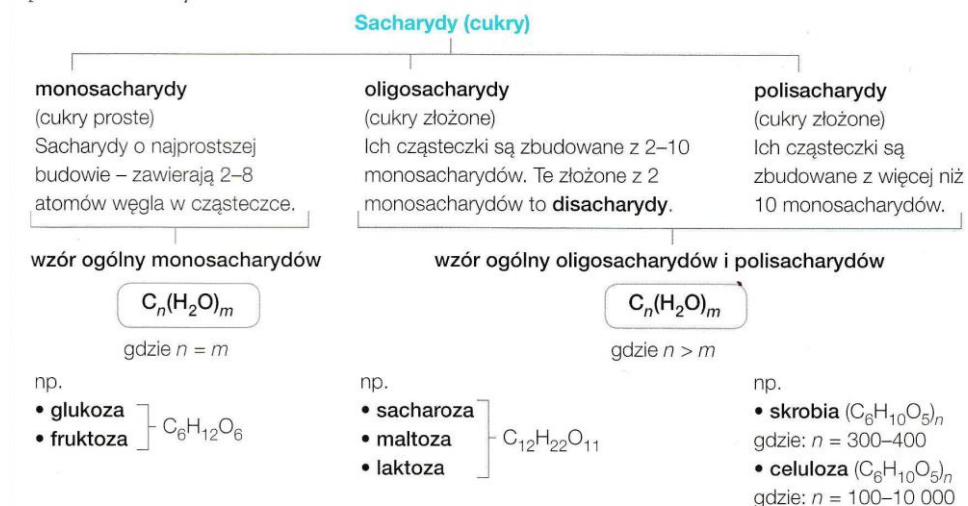 Sacharydy (cukry)
monosacharydy
(cukry proste)
Sacharydy o najprostszej
budowie – zawierają 2–8
atomów węgla w cząsteczce.
oligosacharydy
(cukry złożone)
Ich cząsteczki są zbudowane z 2–10
monosacharydów. Te złożone z 2
monosacharydów to disacharydy.
polisacharydy
(cukry złożone)
Ich cząsteczki są
zbudowane z więcej niż
10 monosacharydów.
wzór ogólny monosacharydów
Cₙ(H₂O)ₘ
gdzie n = m
wzór ogólny oligosacharydów i polisacharydów
Cₙ(H₂O)ₘ
gdzie n > m
np.
• glukoza
• fruktoza
C₆H₁₂O₆
np.
• sacharoza
• maltoza
• laktoza
C₁₂H₂₂O₁₁
np.
• skrobia (C₆H₁₀O₅)ₙ
gdzie: n = 300–400
• celuloza (C₆H₁₀O₅)ₙ
gdzie: n = 100–10 000